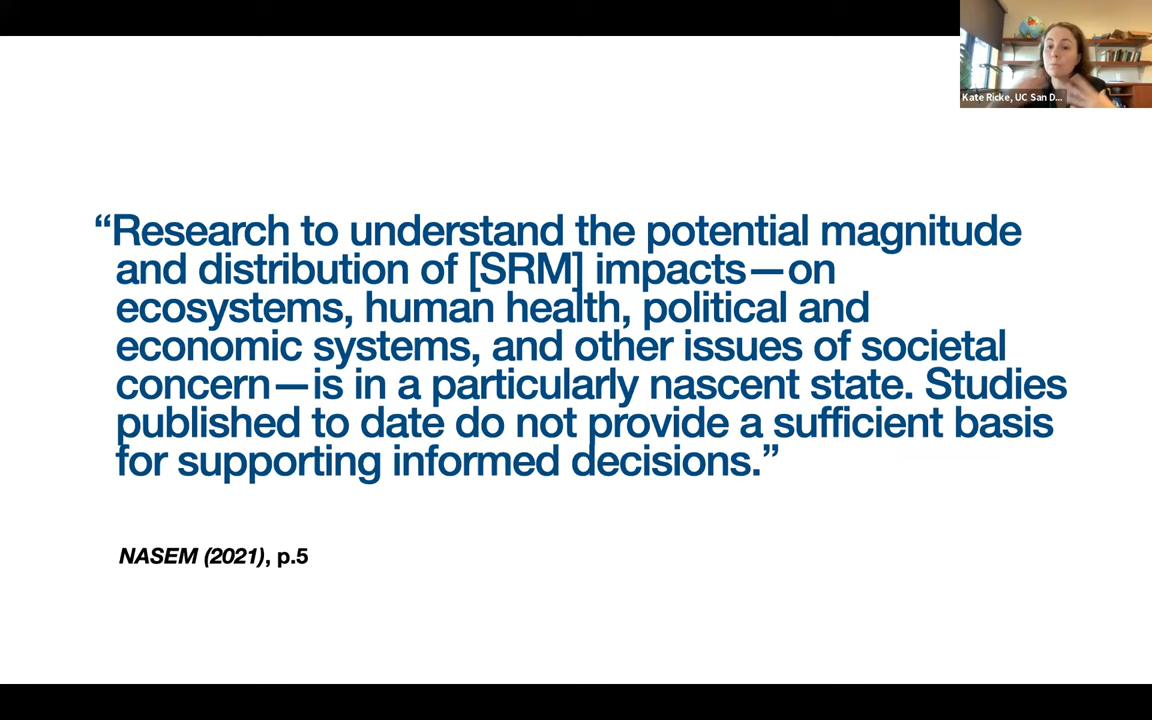 Kate Ricke, UC San D...
“Research to understand the potential magnitude
and distribution of [SRM] impacts—on
ecosystems, human health, political and
economic systems, and other issues of societal
concern—is in a particularly nascent state. Studies
published to date do not provide a sufficient basis
for supporting informed decisions.”
NASEM (2021), p.5